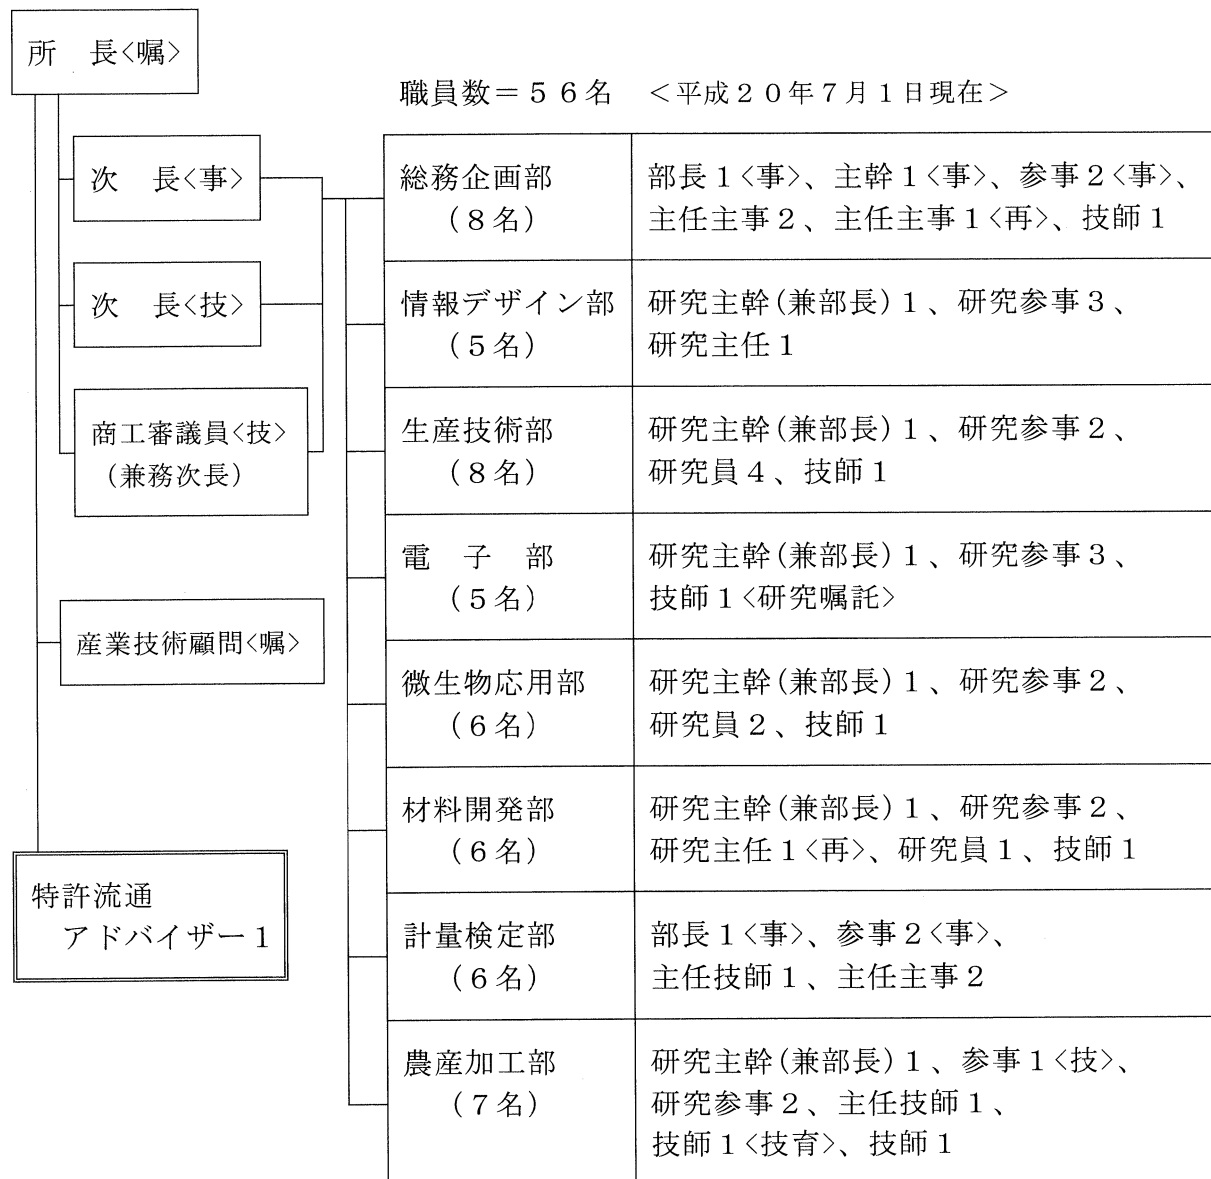 所　長<嘱>
職員数＝５６名　＜平成２０年７月１日現在＞
次　長<事>
次　長<技>
商工審議員<技>
（兼務次長）
産業技術顧問<嘱>
特許流通
アドバイザー１
総務企画部
（８名）
部長１<事>、主幹１<事>、参事２<事>、
主任主事２、主任主事１<再>、技師１
情報デザイン部
（５名）
研究主幹(兼部長)１、研究参事３、
研究主任１
生産技術部
（８名）
研究主幹(兼部長)１、研究参事２、
研究員４、技師１
電　子　部
（５名）
研究主幹(兼部長)１、研究参事３、
技師１<研究嘱託>
微生物応用部
（６名）
研究主幹(兼部長)１、研究参事２、
研究員２、技師１
材料開発部
（６名）
研究主幹(兼部長)１、研究参事２、
研究主任１<再>、研究員１、技師１
計量検定部
（６名）
部長１<事>、参事２<事>、
主任技師１、主任主事２
農産加工部
（７名）
研究主幹(兼部長)１、参事１<技>、
研究参事２、主任技師１、
技師１<技育>、技師１